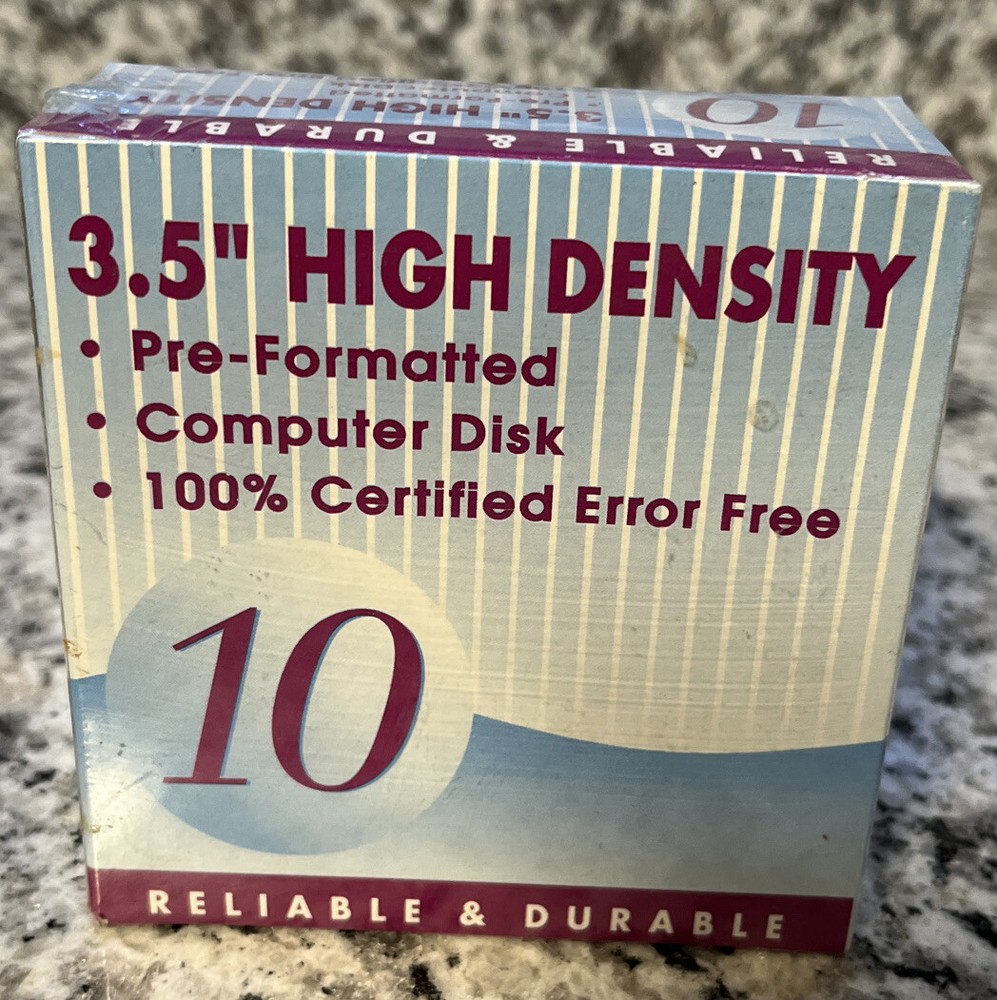 10
3.5" HIGH DENSITY
RELIABLE & DURABLE
3.5" HIGH DENSITY
• Pre-Formatted
• Computer Disk
• 100% Certified Error Free
10
RELIABLE & DURABLE